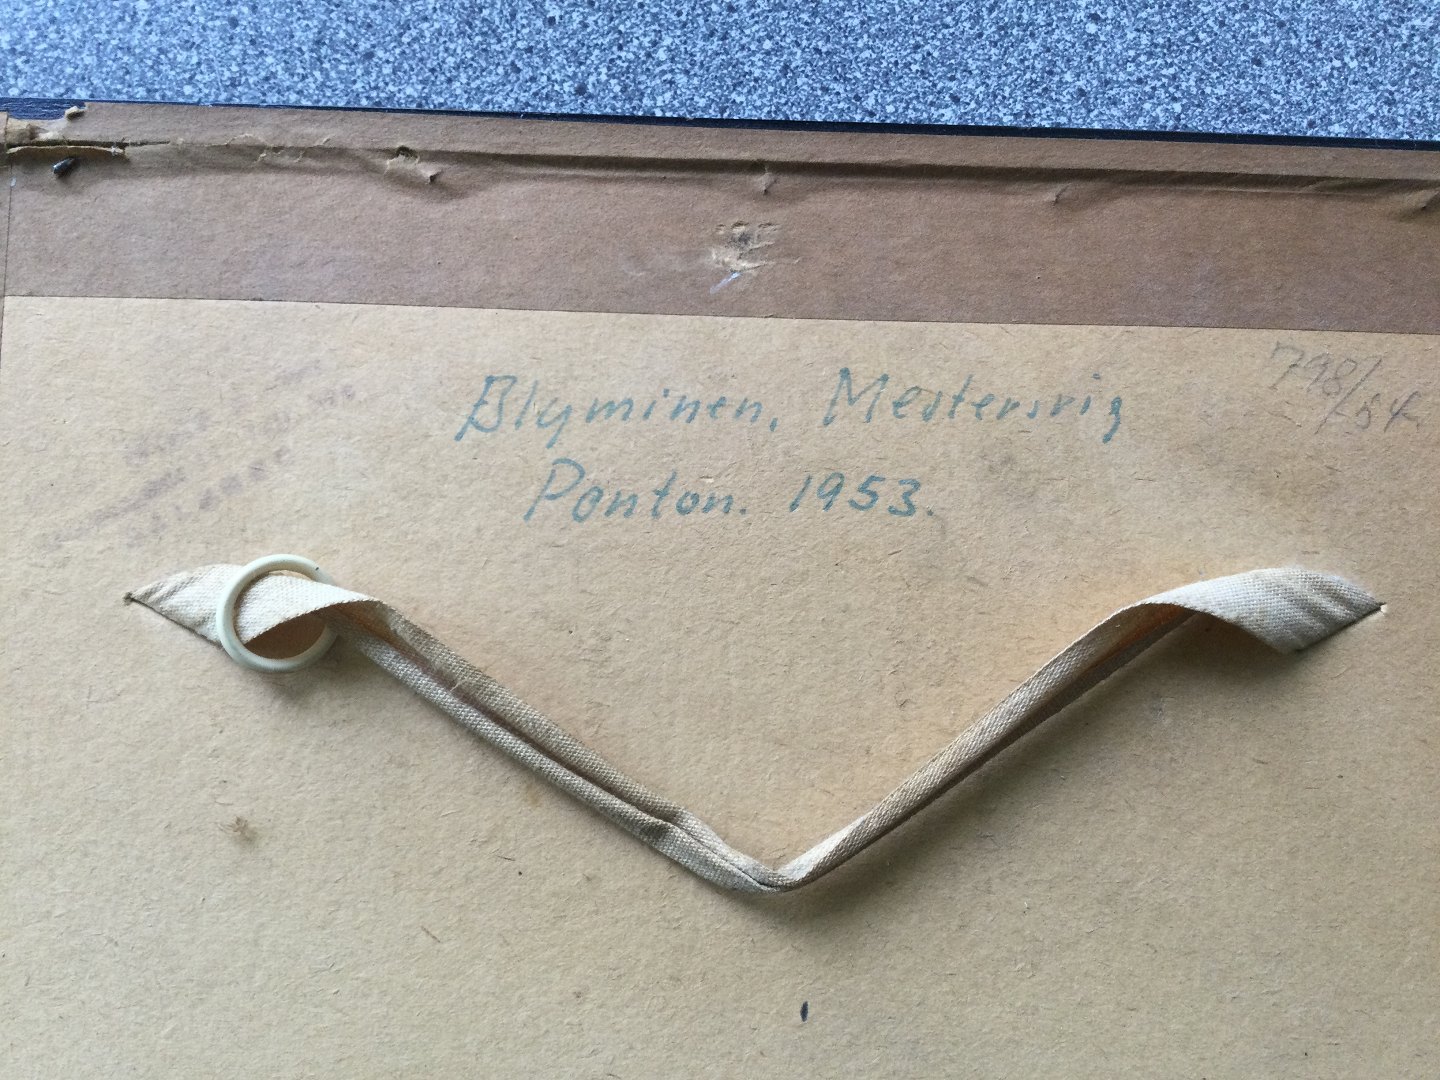 Blyminen, Mestersvig
Ponton. 1953.
798/54